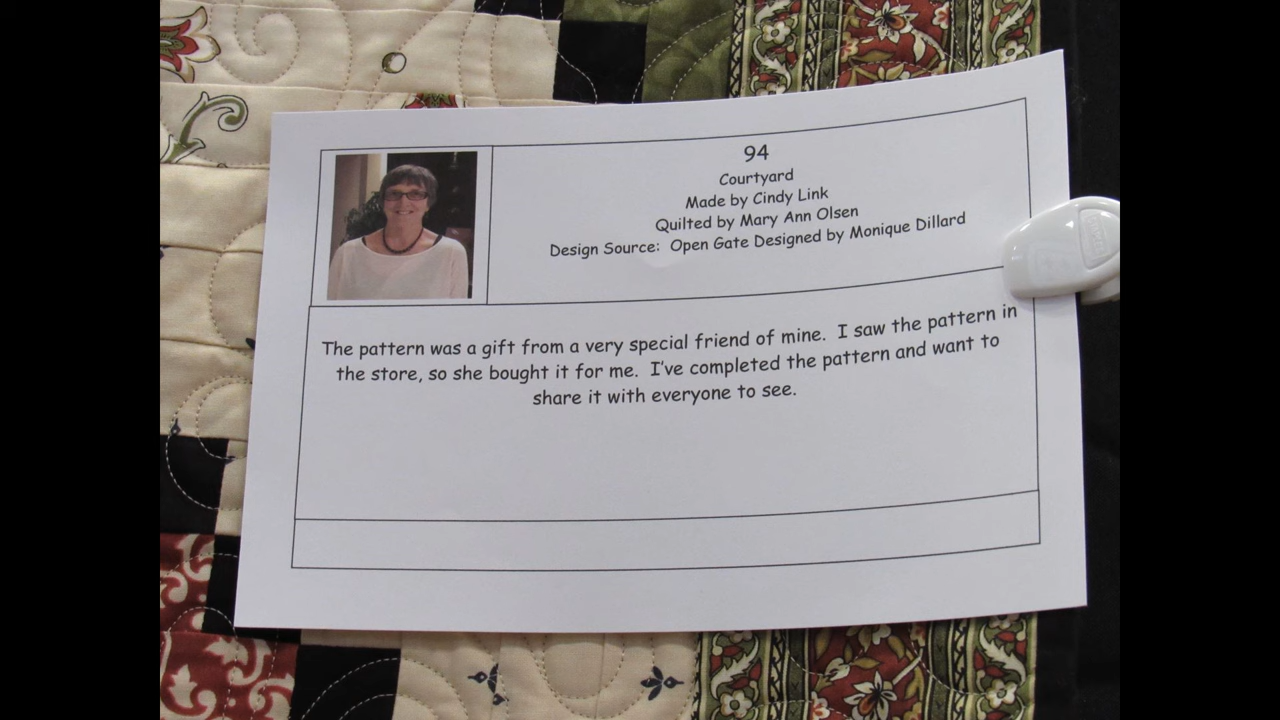 94
Courtyard
Made by Cindy Link
Quilted by Mary Ann Olsen
Design Source:  Open Gate Designed by Monique Dillard
The pattern was a gift from a very special friend of mine.  I saw the pattern in
the store, so she bought it for me.  I've completed the pattern and want to
share it with everyone to see.